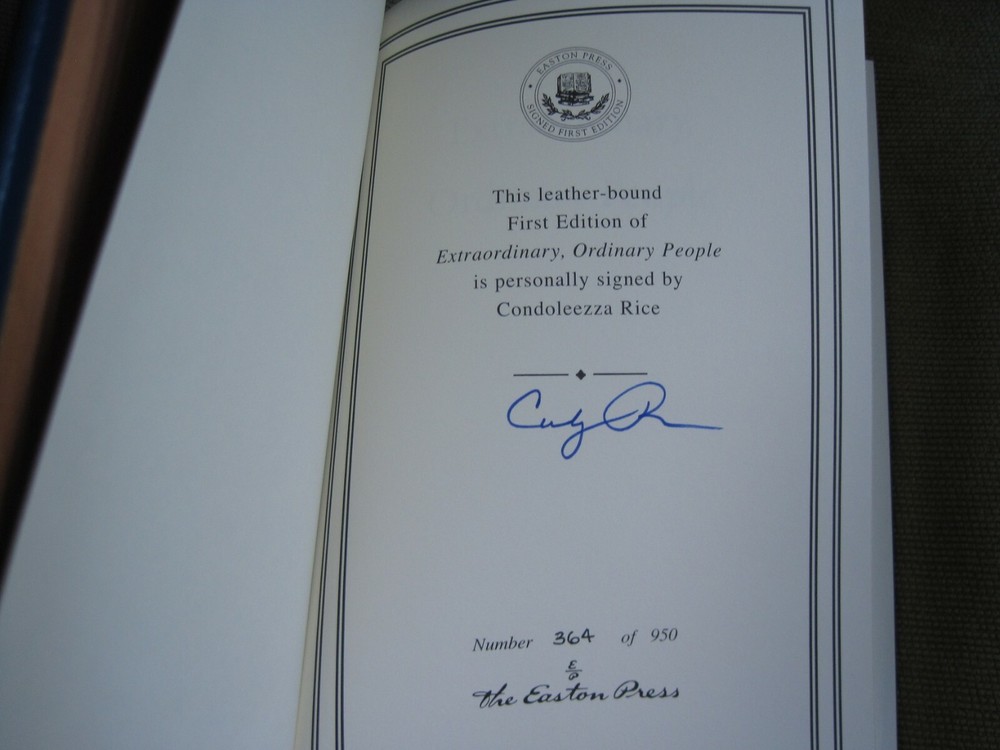 EASTON PRESS
SIGNED FIRST EDITION
This leather-bound
First Edition of
Extraordinary, Ordinary People
is personally signed by
Condoleezza Rice
Number 364 of 950
E
P
The Easton Press